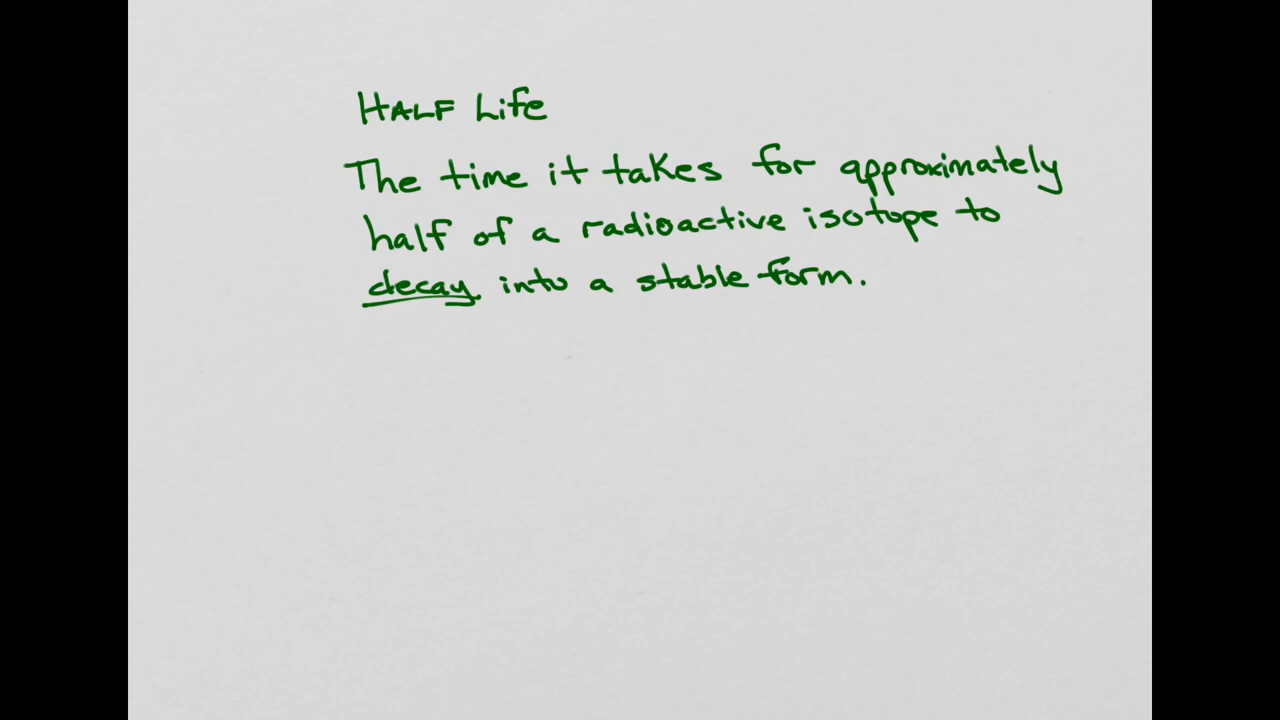 HALF Life
The time it takes for approximately
half of a radioactive isotope to
decay into a stable form.